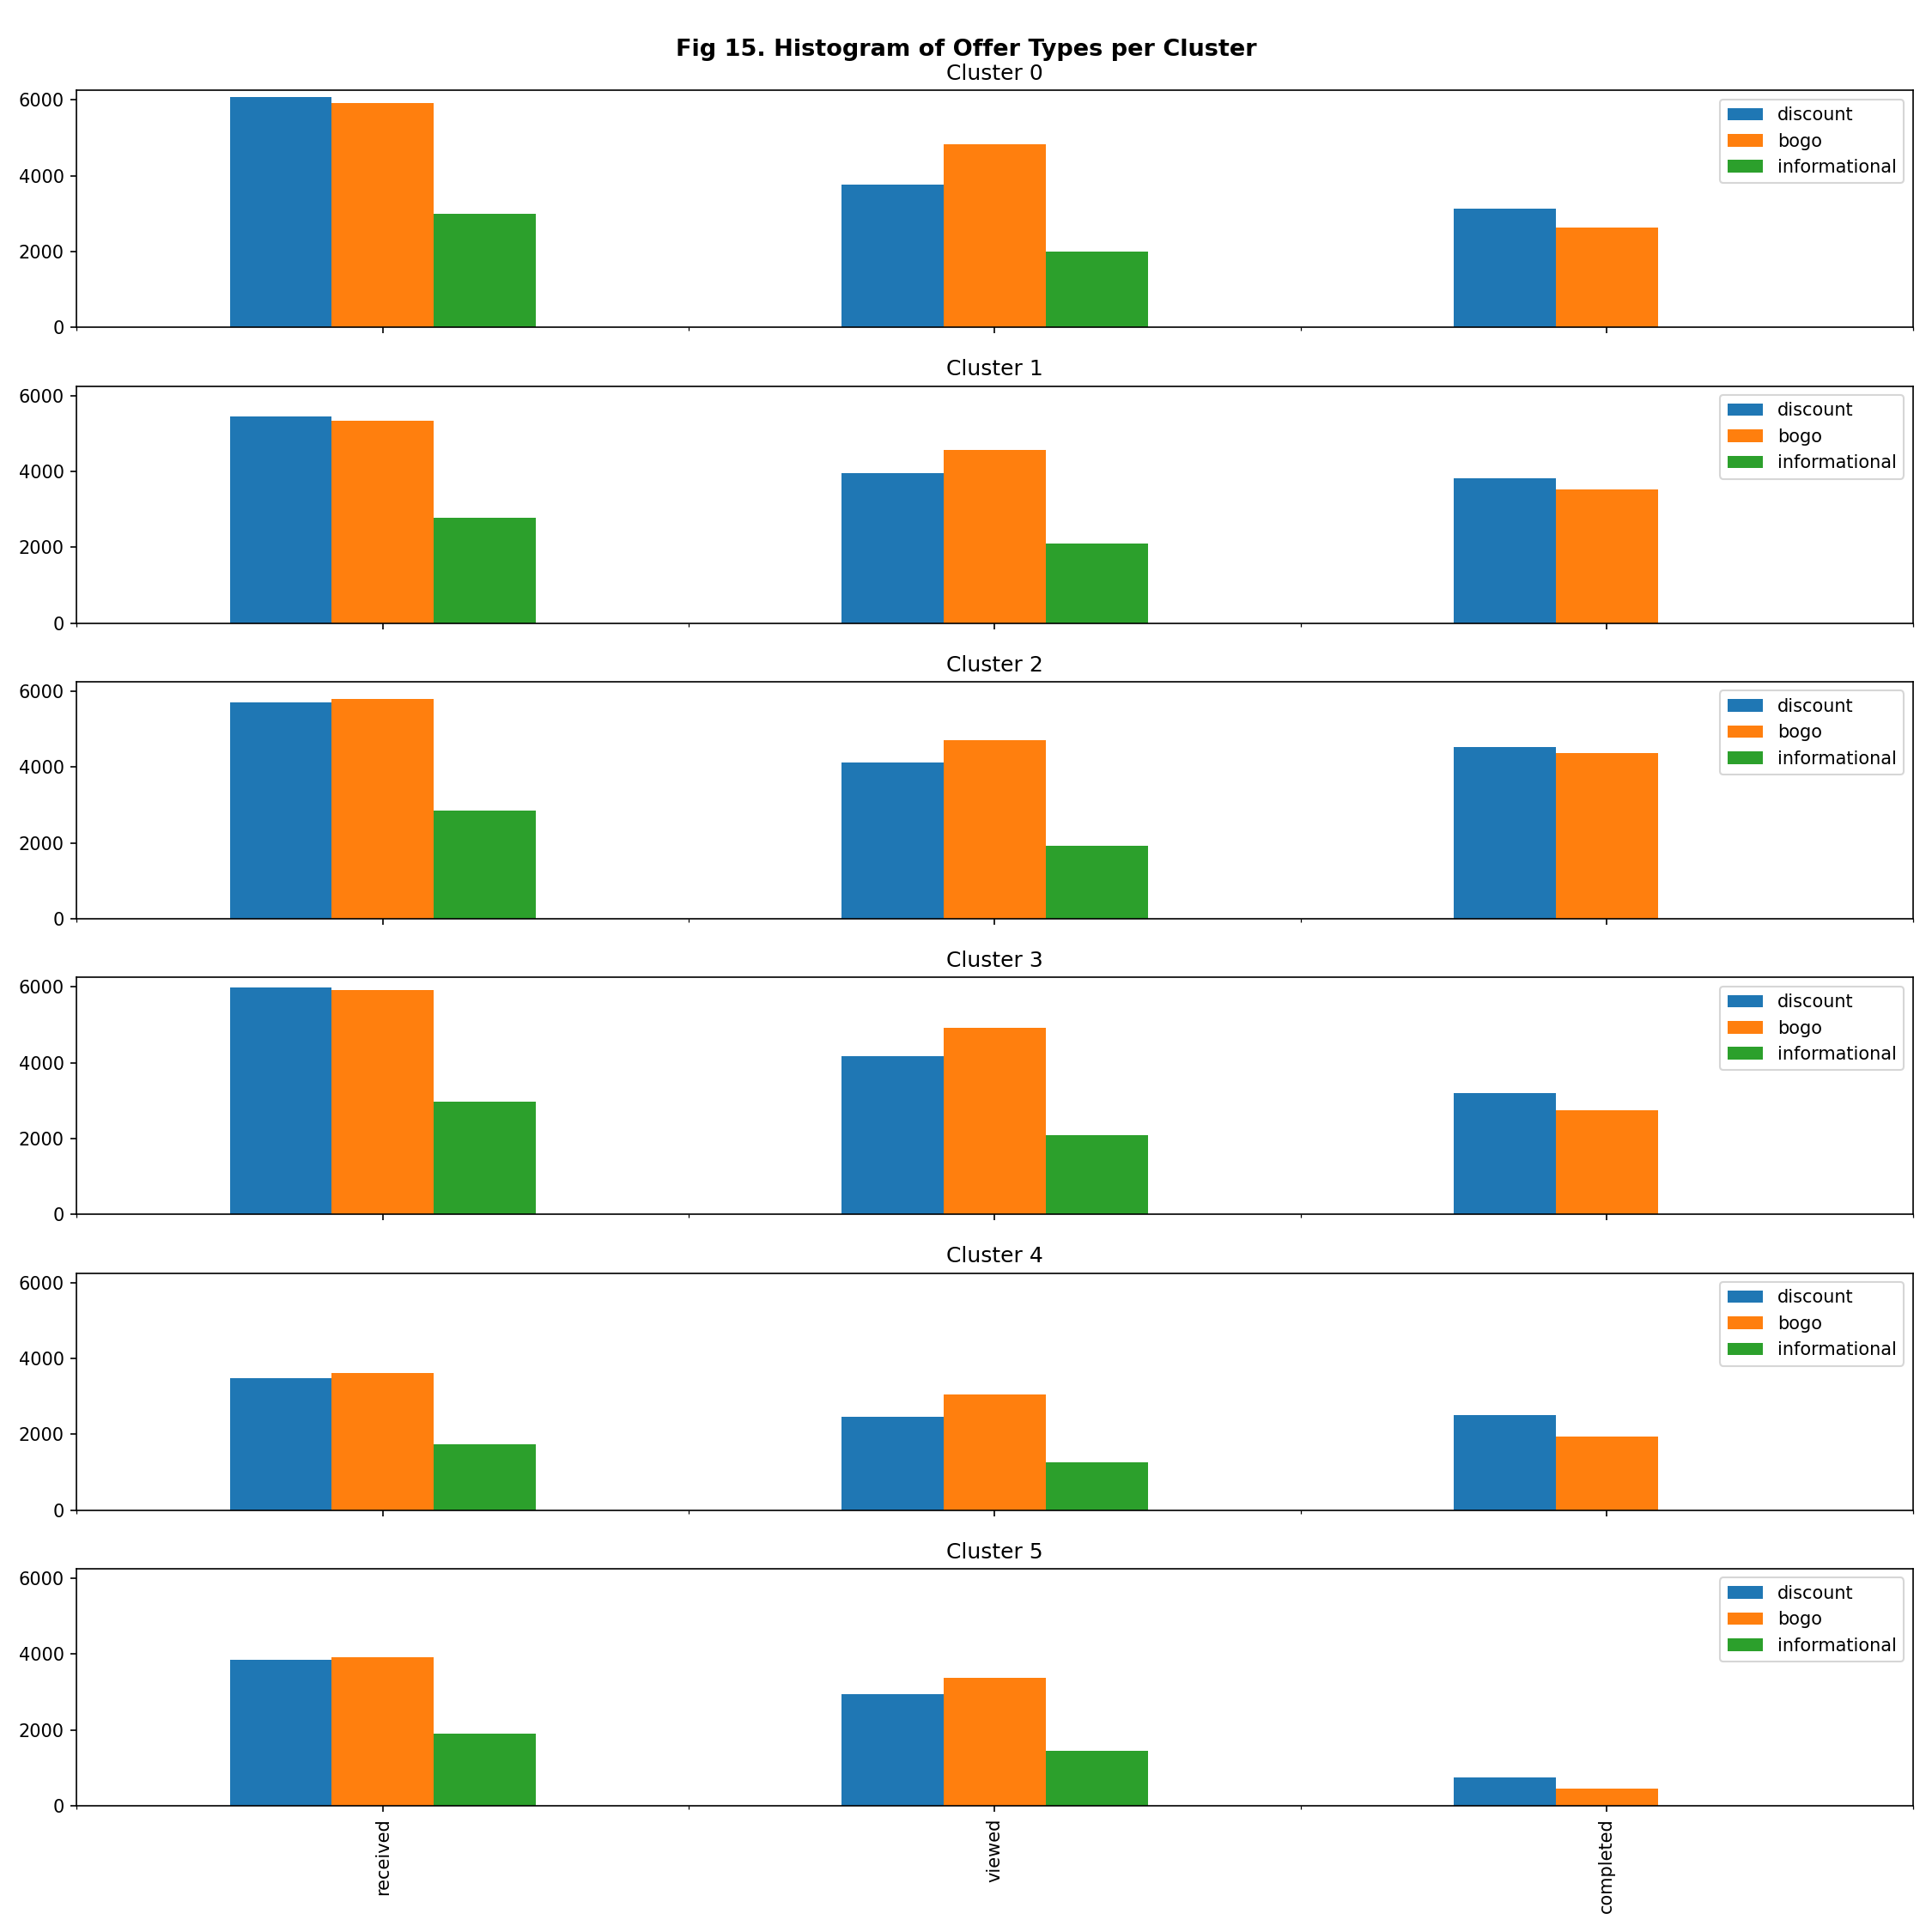 Fig 15. Histogram of Offer Types per Cluster
Cluster 0
6000
4000
2000
0
discount
bogo
informational
Cluster 1
6000
4000
2000
0
discount
bogo
informational
Cluster 2
6000
4000
2000
0
discount
bogo
informational
Cluster 3
6000
4000
2000
0
discount
bogo
informational
Cluster 4
6000
4000
2000
0
discount
bogo
informational
Cluster 5
6000
4000
2000
0
discount
bogo
informational
received
viewed
completed